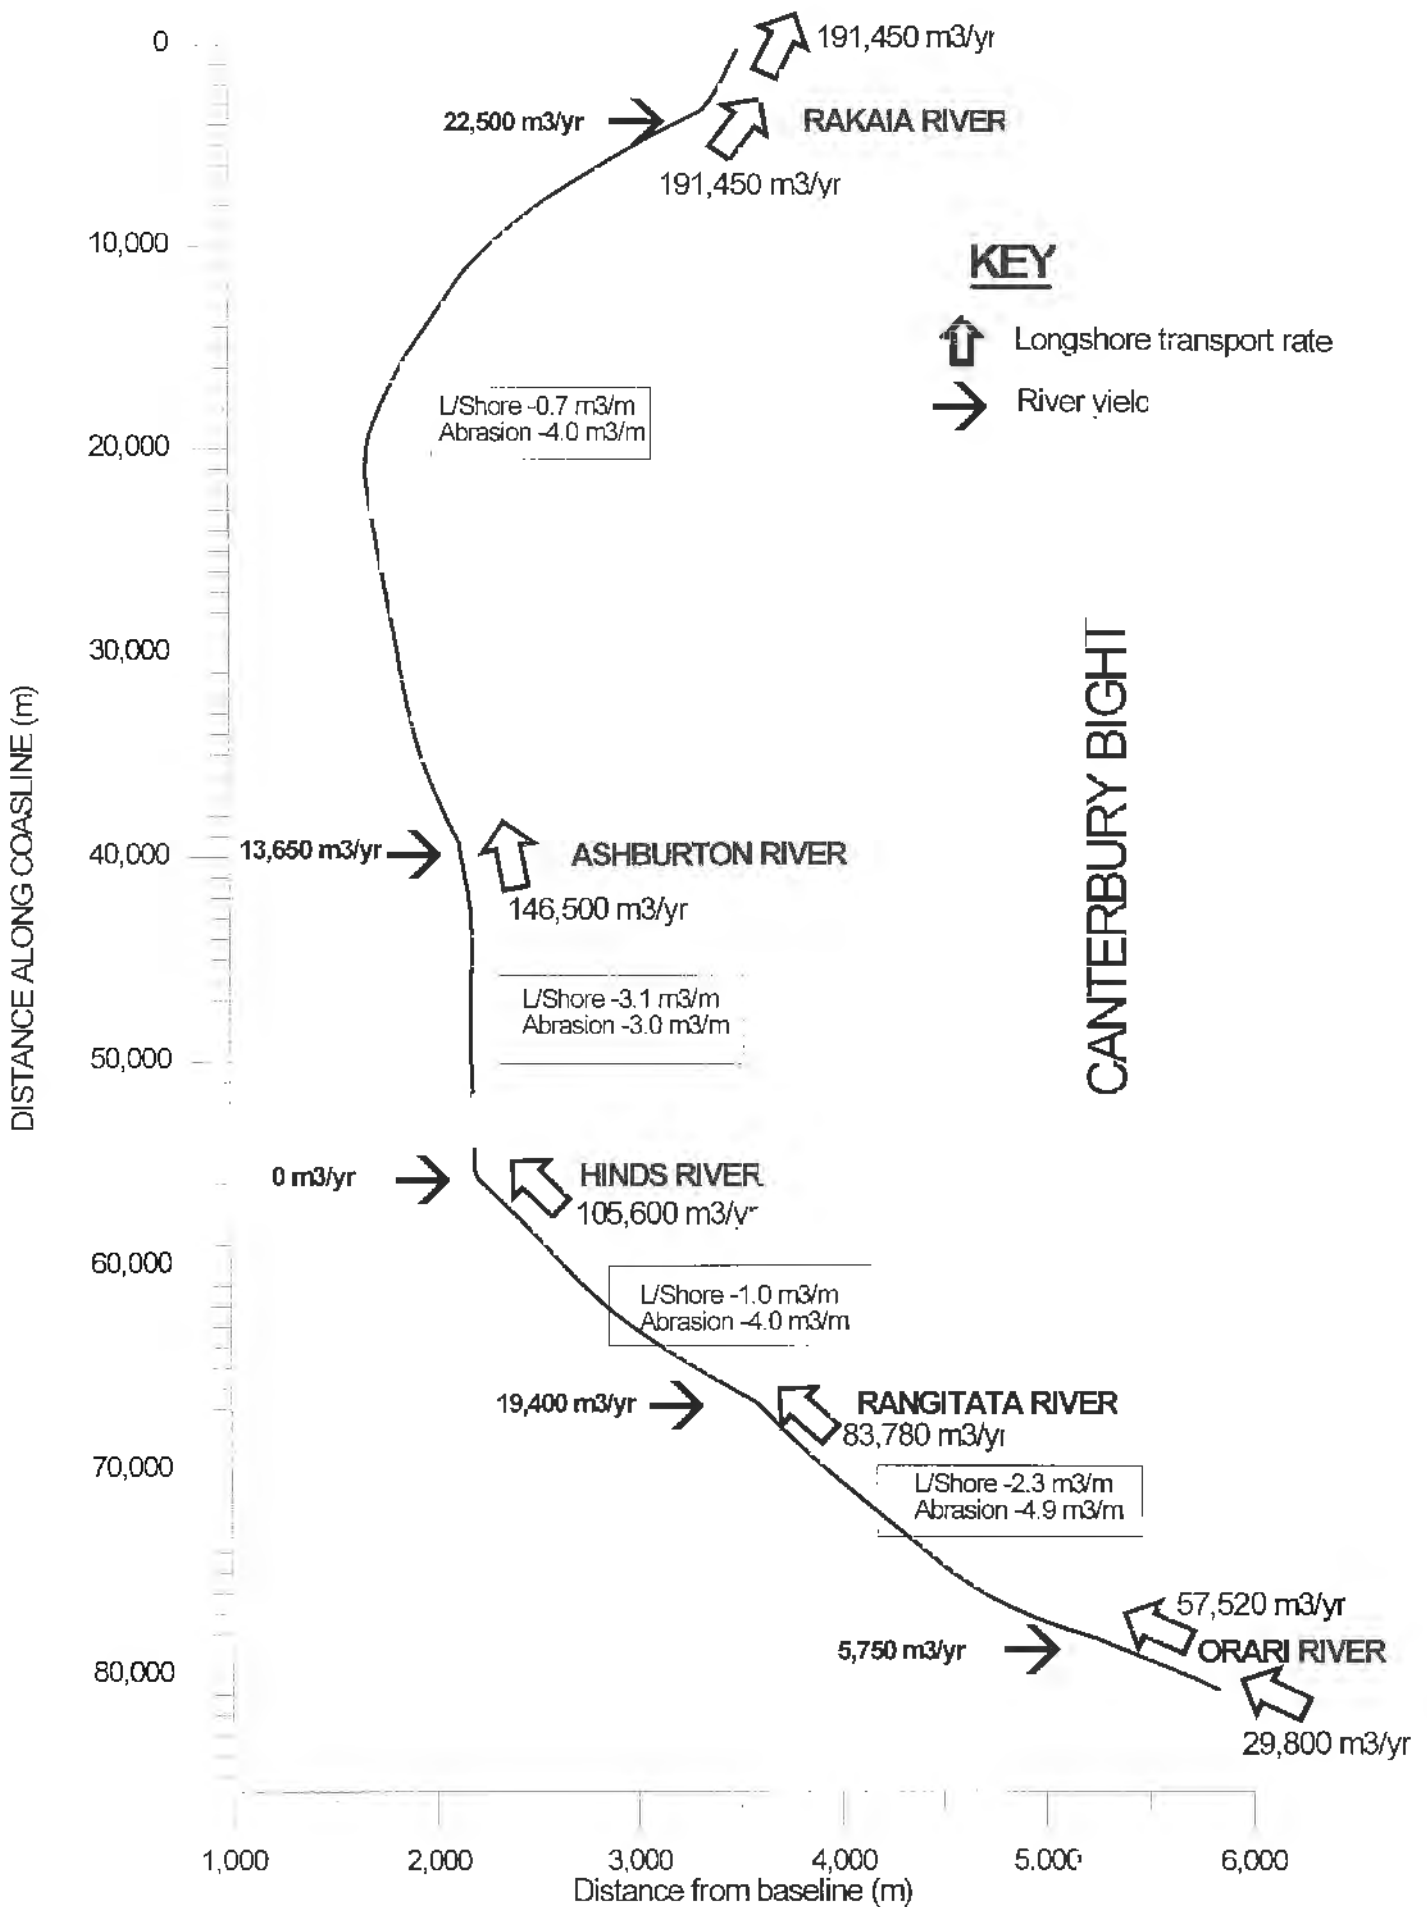 0
191,450 m3/yr
22,500 m3/yr
RAKAIA RIVER
191,450 m3/yr
10,000
KEY
Longshore transport rate
River yield
L/Shore -0.7 m3/m
Abrasion -4.0 m3/m
20,000
30,000
DISTANCE ALONG COASLINE (m)
CANTERBURY BIGHT
13,650 m3/yr
40,000
ASHBURTON RIVER
146,500 m3/yr
L/Shore -3.1 m3/m
Abrasion -3.0 m3/m
50,000
0 m3/yr
HINDS RIVER
105,600 m3/yr
60,000
L/Shore -1.0 m3/m
Abrasion -4.0 m3/m
19,400 m3/yr
RANGITATA RIVER
83,780 m3/yr
70,000
L/Shore -2.3 m3/m
Abrasion -4.9 m3/m
57,520 m3/yr
5,750 m3/yr
ORARI RIVER
80,000
29,800 m3/yr
1,000 2,000 3,000 4,000 5,000 6,000
Distance from baseline (m)